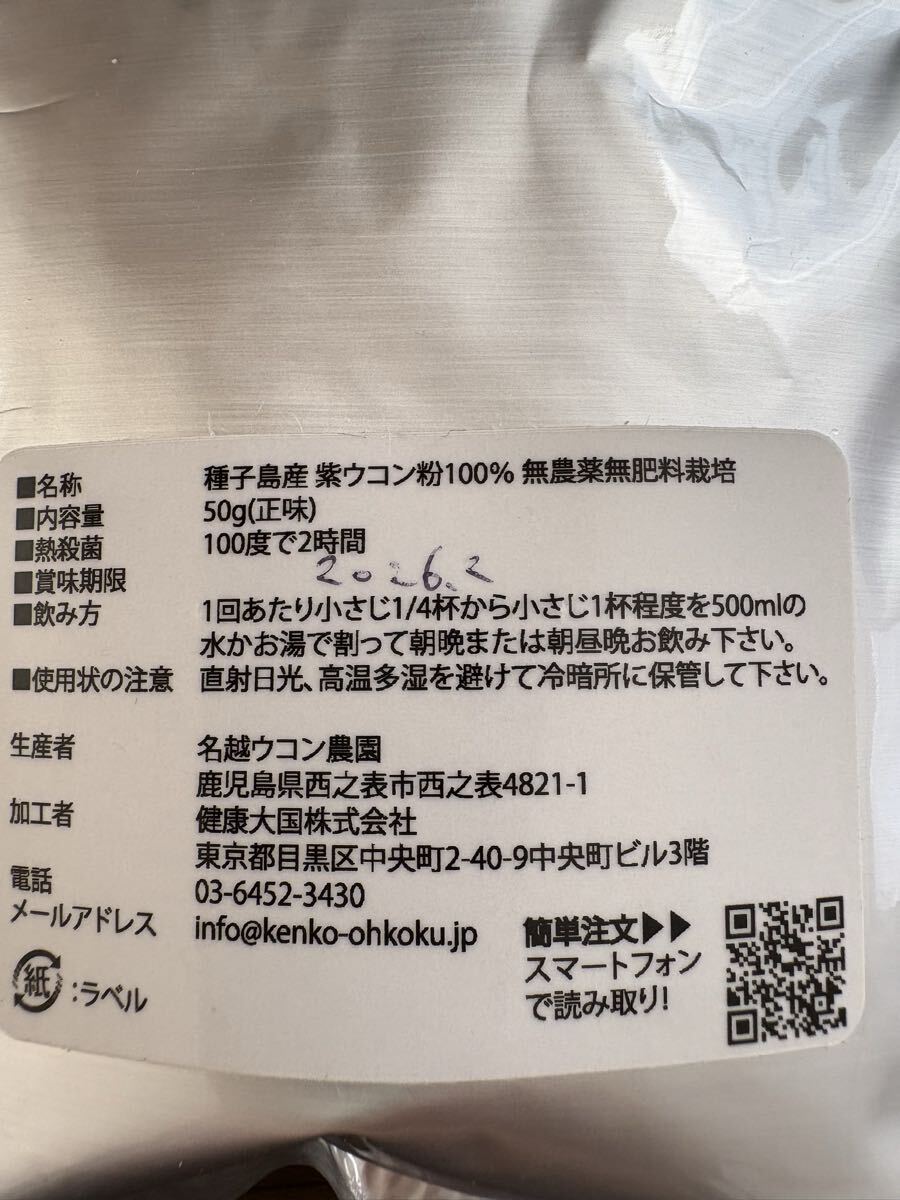 ■名称 種子島産 紫ウコン粉100% 無農薬無肥料栽培
■内容量 50g(正味)
■熱殺菌 100度で2時間
■賞味期限 2026.2
■飲み方 1回あたり小さじ1/4杯から小さじ1杯程度を500mlの
水かお湯で割って朝晩または朝昼晩お飲み下さい。
■使用状の注意 直射日光、高温多湿を避けて冷暗所に保管して下さい。
生産者 名越ウコン農園
鹿児島県西之表市西之表4821-1
加工者 健康大国株式会社
東京都目黒区中央町2-40-9中央町ビル3階
電話 03-6452-3430
メールアドレス info@kenko-ohkoku.jp
簡単注文▶▶
スマートフォン
で読み取り!
紙:ラベル